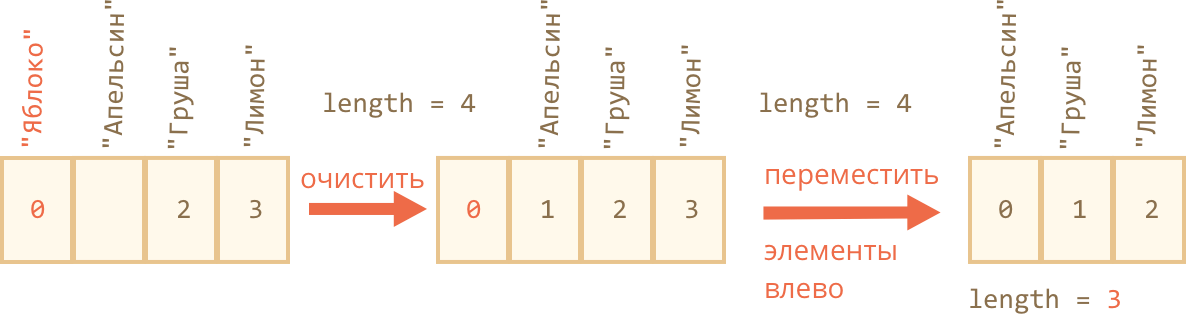 "Яблоко"
"Апельсин"
"Груша"
"Лимон"
0
2
3
length = 4
очистить
"Апельсин"
"Груша"
"Лимон"
0
1
2
3
length = 4
переместить
элементы
влево
"Апельсин"
"Груша"
"Лимон"
0
1
2
length = 3